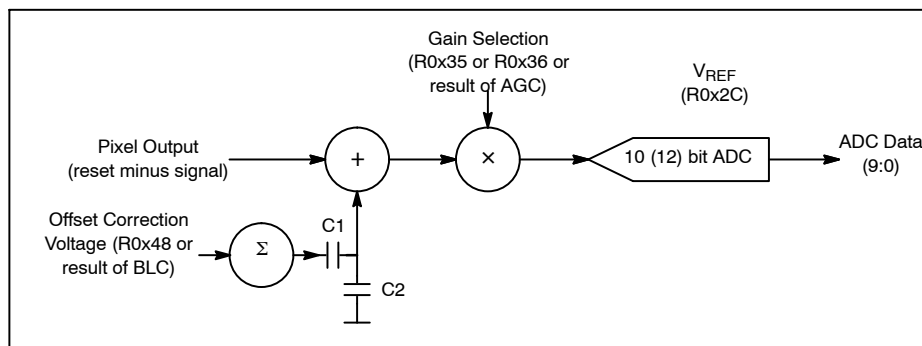 Gain Selection
(R0x35 or R0x36 or
result of AGC)
V_REF
(R0x2C)
Pixel Output
(reset minus signal)
+
×
10 (12) bit ADC
ADC Data
(9:0)
Offset Correction
Voltage (R0x48 or
result of BLC)
Σ
C1
C2